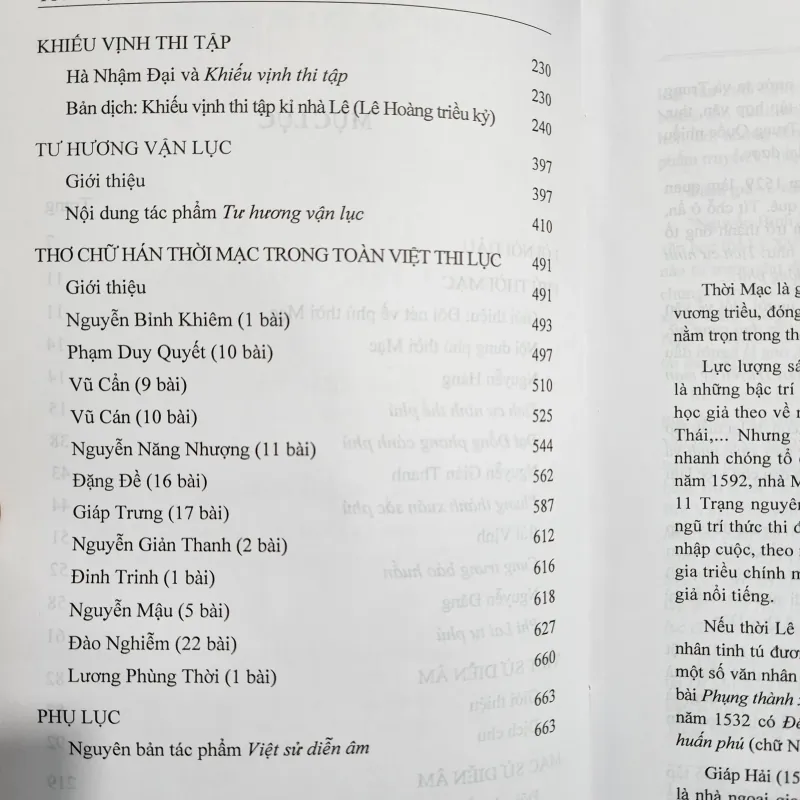 KHIẾU VỊNH THI TẬP 230
Hà Nhậm Đại và Khiếu vịnh thi tập 230
Bản dịch: Khiếu vịnh thi tập kỉ nhà Lê (Lê Hoàng triều kỷ) 240
TƯ HƯƠNG VẬN LỤC 397
Giới thiệu 397
Nội dung tác phẩm Tư hương vận lục 410
THƠ CHỮ HÁN THỜI MẠC TRONG TOÀN VIỆT THI LỤC 491
Giới thiệu 491
Nguyễn Bỉnh Khiêm (1 bài) 493
Phạm Duy Quyết (10 bài) 497
Vũ Cẩn (9 bài) 510
Vũ Cán (10 bài) 525
Nguyễn Năng Nhượng (11 bài) 544
Đặng Đề (16 bài) 562
Giáp Trưng (17 bài) 587
Nguyễn Giản Thanh (2 bài) 612
Đinh Trinh (1 bài) 616
Nguyễn Mậu (5 bài) 618
Đào Nghiễm (22 bài) 627
Lương Phùng Thời (1 bài) 660
PHỤ LỤC 663
Nguyên bản tác phẩm Việt sử diễn âm 663
Thời Mạc là g
vương triều, đóng
nằm trọn trong th
Lực lượng sá
là những bậc trí
học giả theo về n
Thái,... Nhưng
nhanh chóng tổ
năm 1592, nhà M
11 Trạng nguyên
ngũ trí thức thi đ
nhập cuộc, theo
gia triều chính m
giả nổi tiếng.
Nếu thời Lê
nhân tinh tú đươ
một số văn nhân
bài Phụng thành
năm 1532 có Đ
huấn phú (chữ N
Giáp Hải (15
là nhà ngoại gia